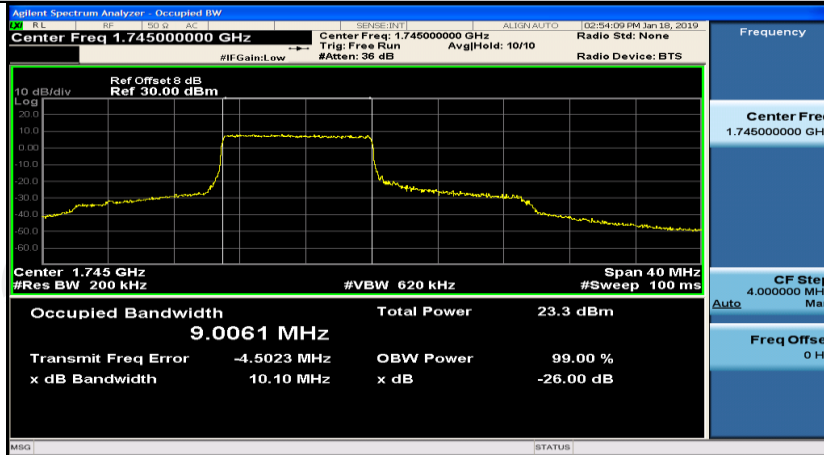 Agilent Spectrum Analyzer - Occupied BW
LXI RL RF 50 Ω AC SENSE:INT ALIGN AUTO 02:54:09 PM Jan 18, 2019
Center Freq 1.745000000 GHz
Center Freq: 1.745000000 GHz
Radio Std: None
Trig: Free Run Avg|Hold: 10/10
#IFGain:Low
#Atten: 36 dB
Radio Device: BTS
Ref Offset 8 dB
10 dB/div Ref 30.00 dBm
Log
20.0
10.0
0.00
-10.0
-20.0
-30.0
-40.0
-50.0
-60.0
Center 1.745 GHz Span 40 MHz
#Res BW 200 kHz #VBW 620 kHz #Sweep 100 ms
Occupied Bandwidth Total Power 23.3 dBm
9.0061 MHz
Transmit Freq Error -4.5023 MHz OBW Power 99.00 %
x dB Bandwidth 10.10 MHz x dB -26.00 dB
MSG STATUS
Frequency
Center Fre
1.745000000 GH
CF Step
4.000000 MH
Auto Ma
Freq Offse
0 H